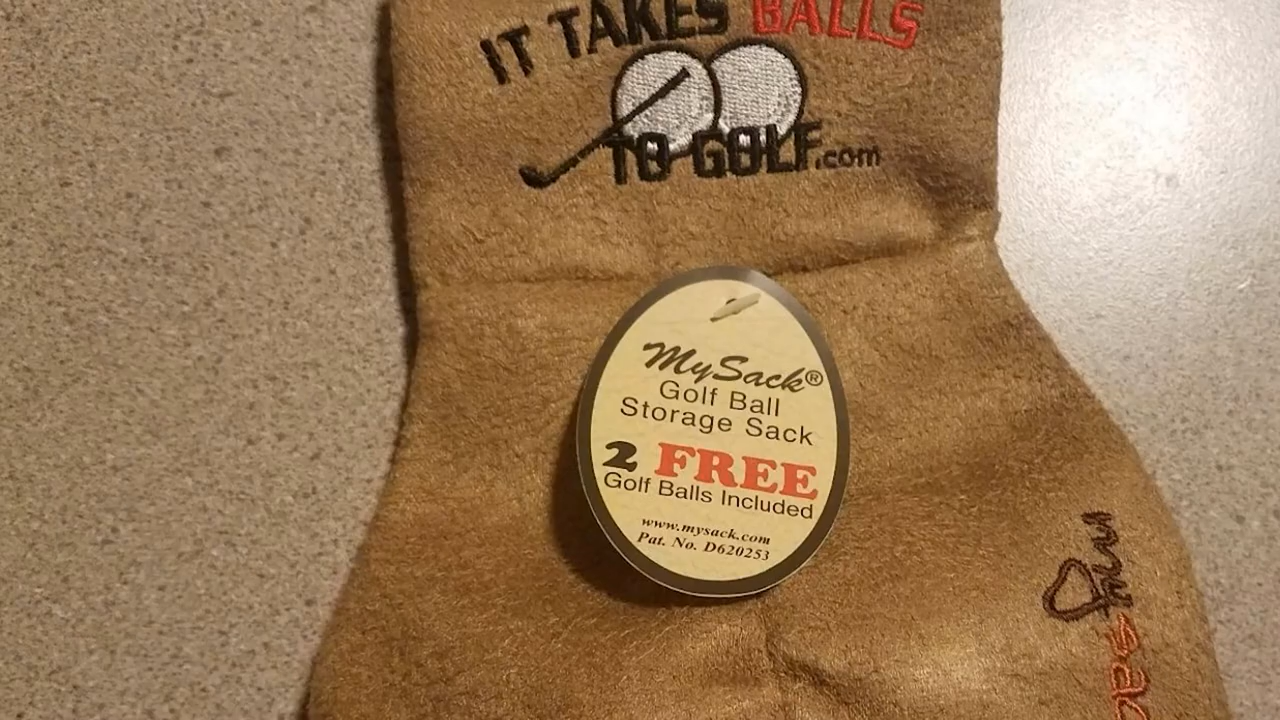 IT TAKES BALLS
TO GOLF.com
MySack®
Golf Ball
Storage Sack
2 FREE
Golf Balls Included
www.mysack.com
Pat. No. D620253